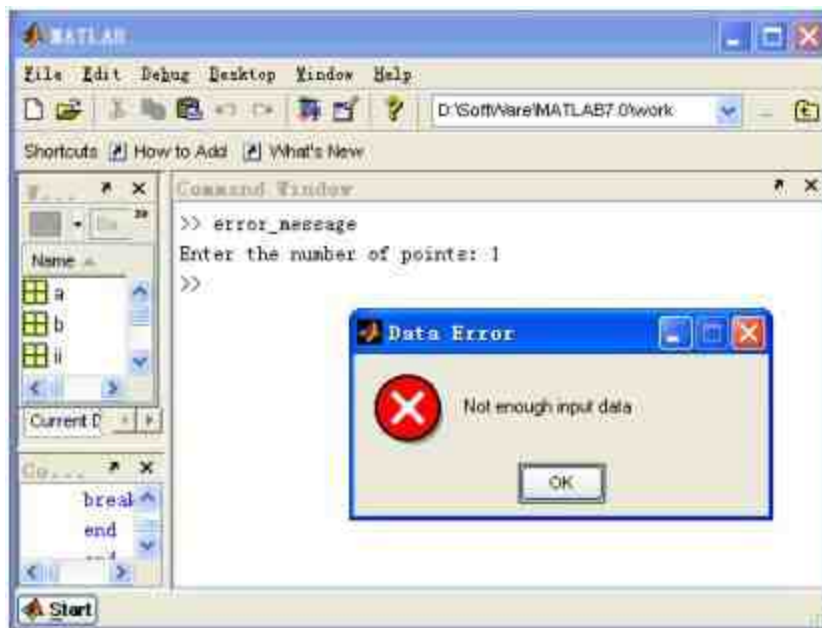 MATLAB
File Edit Debug Desktop Window Help
D:\SoftWare\MATLAB7.0\work
Shortcuts How to Add What's New
W...
Command Window
>> error_message
Enter the number of points: 1
>>
Name
a
b
ii
Current D
Data Error
Not enough input data
OK
Co...
break
end
end
Start